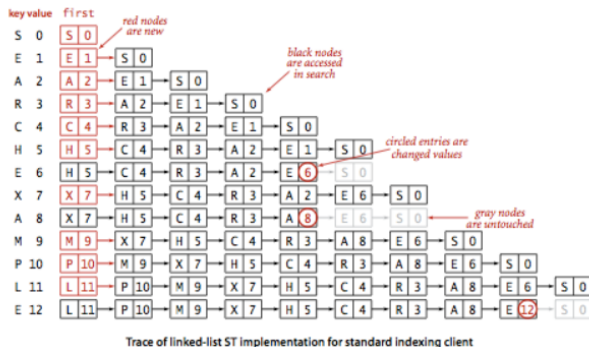 key value first
red nodes
are new
S 0 S 0
E 1 E 1 S 0
black nodes
are accessed
in search
A 2 A 2 E 1 S 0
R 3 R 3 A 2 E 1 S 0
C 4 C 4 R 3 A 2 E 1 S 0
circled entries are
changed values
H 5 H 5 C 4 R 3 A 2 E 1 S 0
E 6 H 5 C 4 R 3 A 2 E 6 S 0
X 7 X 7 H 5 C 4 R 3 A 2 E 6 S 0
gray nodes
are untouched
A 8 X 7 H 5 C 4 R 3 A 8 E 6 S 0
M 9 M 9 X 7 H 5 C 4 R 3 A 8 E 6 S 0
P 10 P 10 M 9 X 7 H 5 C 4 R 3 A 8 E 6 S 0
L 11 L 11 P 10 M 9 X 7 H 5 C 4 R 3 A 8 E 6 S 0
E 12 L 11 P 10 M 9 X 7 H 5 C 4 R 3 A 8 E 12 S 0
Trace of linked-list ST implementation for standard indexing client